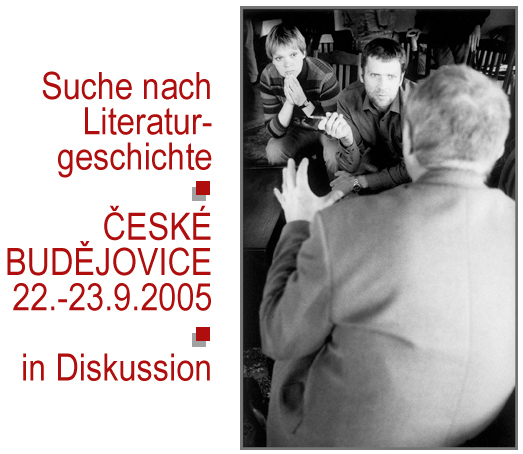 Suche nach
Literatur-
geschichte
ČESKÉ
BUDĚJOVICE
22.-23.9.2005
in Diskussion